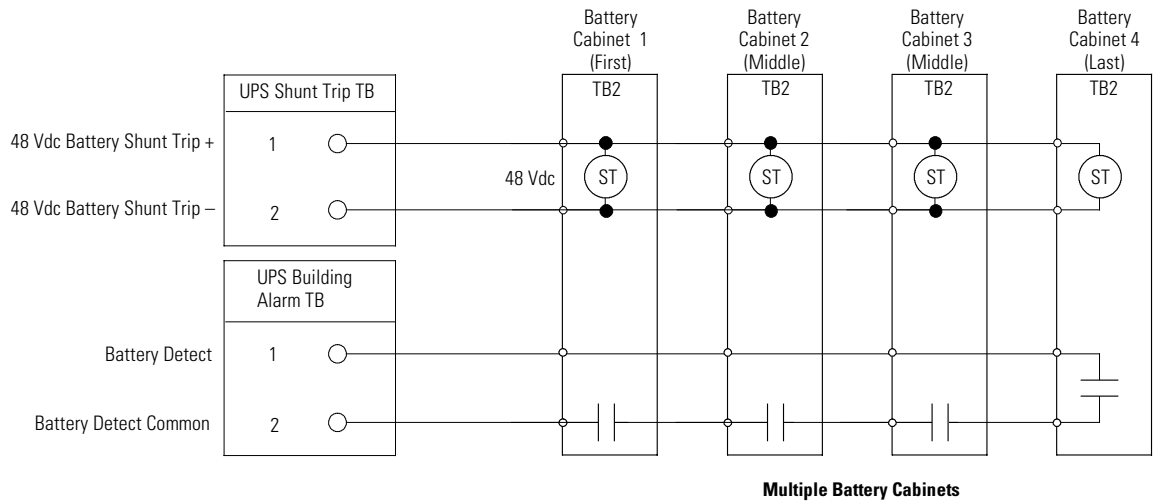 Battery
Cabinet 1
(First)
Battery
Cabinet 2
(Middle)
Battery
Cabinet 3
(Middle)
Battery
Cabinet 4
(Last)
UPS Shunt Trip TB
TB2
TB2
TB2
TB2
48 Vdc Battery Shunt Trip +
1
48 Vdc
ST
ST
ST
ST
48 Vdc Battery Shunt Trip –
2
UPS Building
Alarm TB
Battery Detect
1
Battery Detect Common
2
Multiple Battery Cabinets